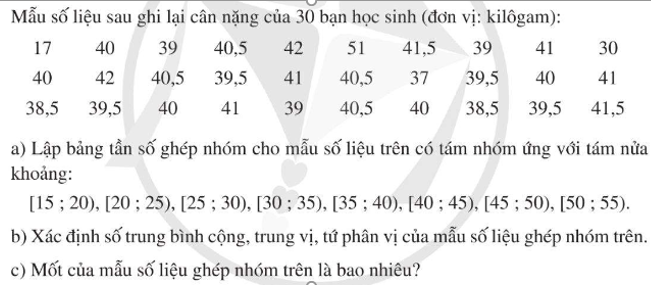 Mẫu số liệu sau ghi lại cân nặng của 30 bạn học sinh (đơn vị: kilôgam):
17 40 39 40,5 42 51 41,5 39 41 30
40 42 40,5 39,5 41 40,5 37 39,5 40 41
38,5 39,5 40 41 39 40,5 40 38,5 39,5 41,5
a) Lập bảng tần số ghép nhóm cho mẫu số liệu trên có tám nhóm ứng với tám nửa
khoảng:
[15 ; 20), [20 ; 25), [25 ; 30), [30 ; 35), [35 ; 40), [40 ; 45), [45 ; 50), [50 ; 55).
b) Xác định số trung bình cộng, trung vị, tứ phân vị của mẫu số liệu ghép nhóm trên.
c) Mốt của mẫu số liệu ghép nhóm trên là bao nhiêu?